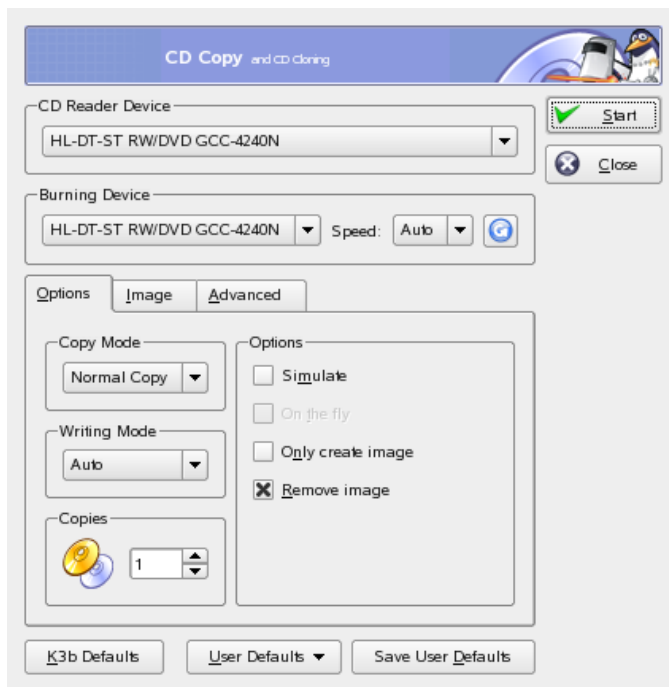 CD Copy and CD Cloning
CD Reader Device
HL-DT-ST RW/DVD GCC-4240N
Start
Close
Burning Device
HL-DT-ST RW/DVD GCC-4240N Speed: Auto
Options Image Advanced
Copy Mode
Normal Copy
Writing Mode
Auto
Copies
1
Options
Simulate
On the fly
Only create image
Remove image
K3b Defaults User Defaults Save User Defaults